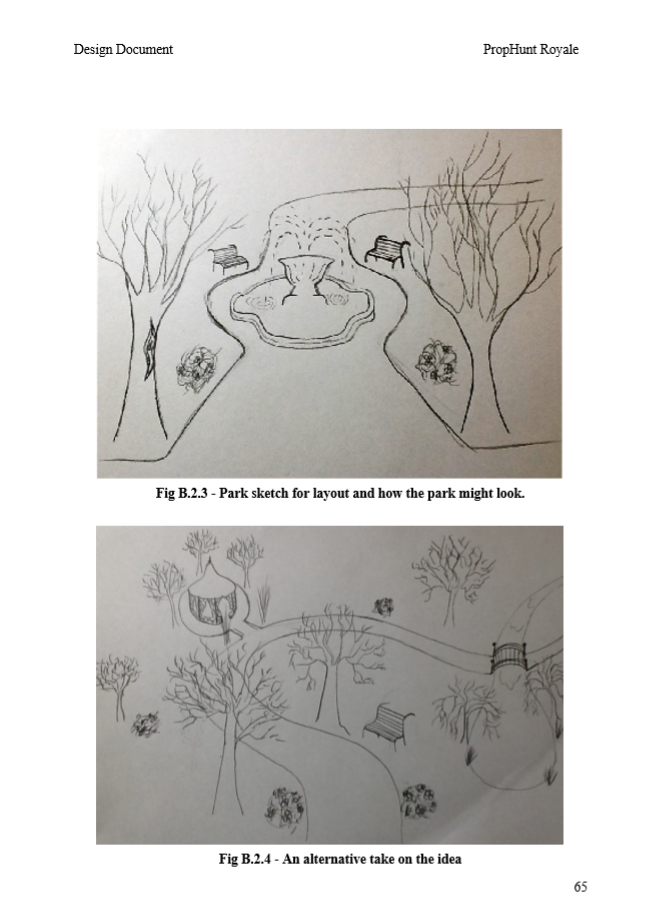 Design Document
PropHunt Royale
Fig B.2.3 - Park sketch for layout and how the park might look.
Fig B.2.4 - An alternative take on the idea
65